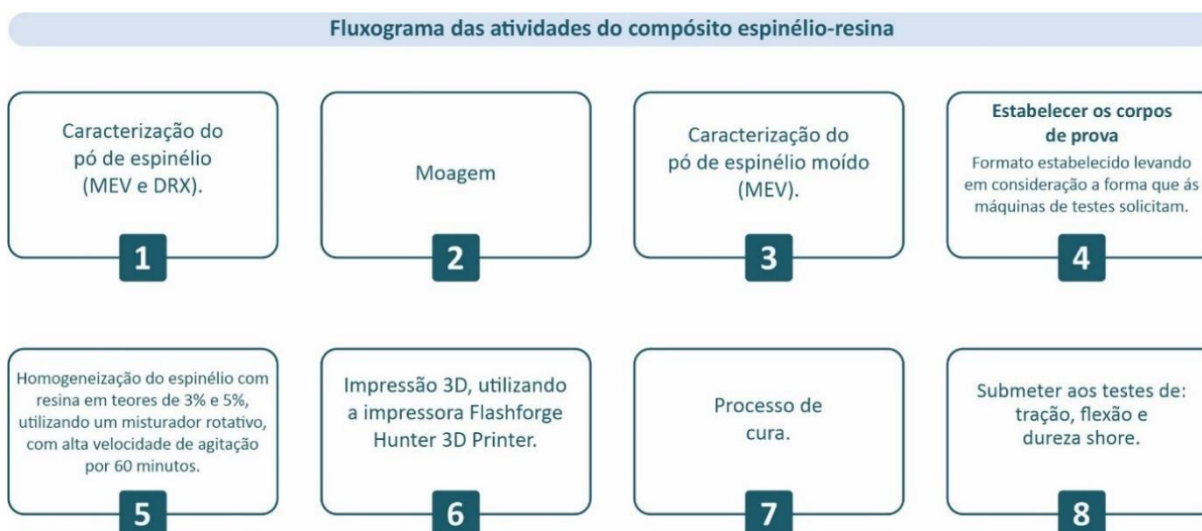 Fluxograma das atividades do compósito espinélio-resina
Caracterização do
pó de espinélio
(MEV e DRX).
1
Moagem
2
Caracterização do
pó de espinélio moído
(MEV).
3
Estabelecer os corpos
de prova
Formato estabelecido levando
em consideração a forma que ás
máquinas de testes solicitam.
4
Homogeneização do espinélio com
resina em teores de 3% e 5%,
utilizando um misturador rotativo,
com alta velocidade de agitação
por 60 minutos.
5
Impressão 3D, utilizando
a impressora Flashforge
Hunter 3D Printer.
6
Processo de
cura.
7
Submeter aos testes de:
tração, flexão e
dureza shore.
8